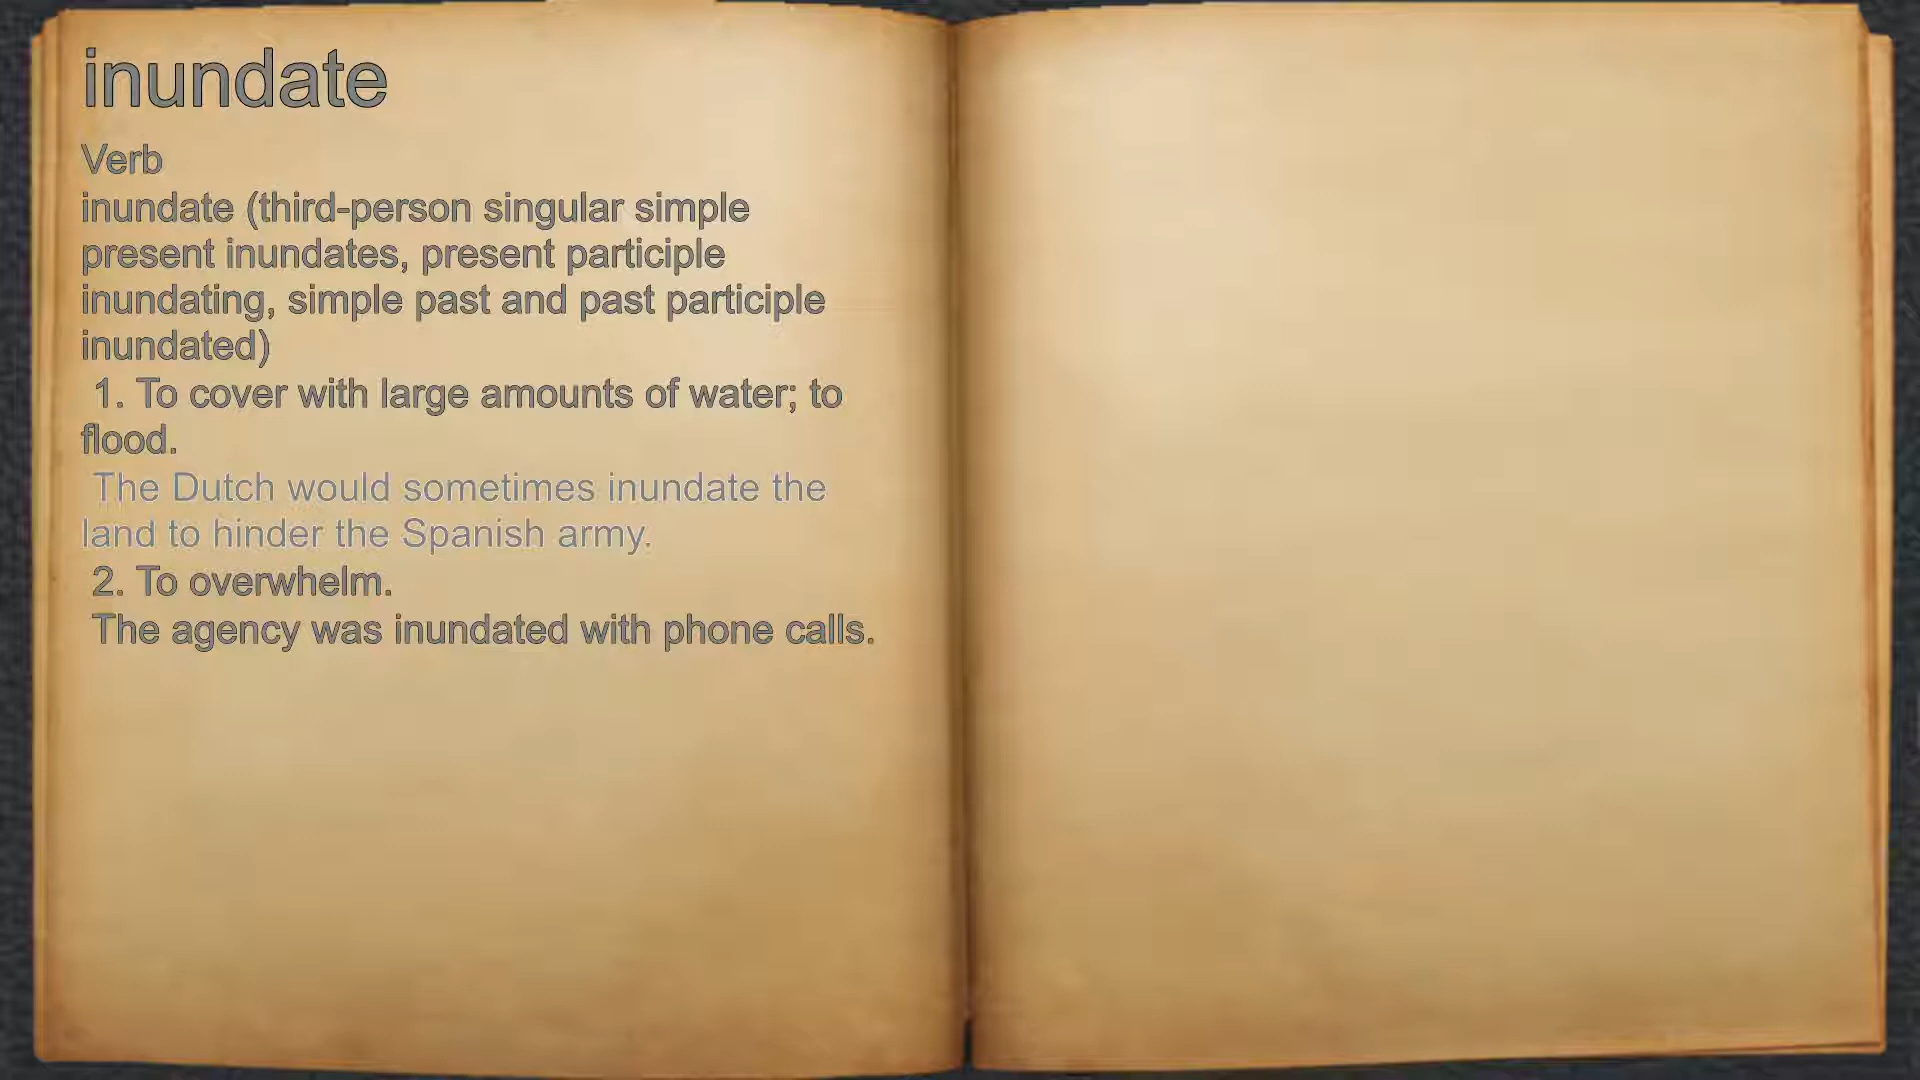 inundate
Verb
inundate (third-person singular simple
present inundates, present participle
inundating, simple past and past participle
inundated)
1. To cover with large amounts of water; to
flood.
The Dutch would sometimes inundate the
land to hinder the Spanish army.
2. To overwhelm.
The agency was inundated with phone calls.